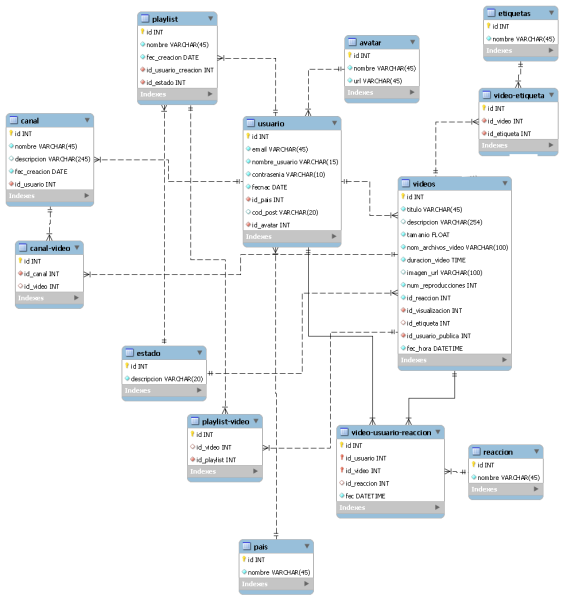 playlist
id INT
nombre VARCHAR(45)
fec_creacion DATE
id_usuario_creacion INT
id_estado INT
Indexes
avatar
id INT
nombre VARCHAR(45)
url VARCHAR(45)
Indexes
etiquetas
id INT
nombre VARCHAR(45)
Indexes
video-etiqueta
id INT
id_video INT
id_etiqueta INT
Indexes
canal
id INT
nombre VARCHAR(45)
descripcion VARCHAR(245)
fec_creacion DATE
id_usuario INT
Indexes
usuario
id INT
email VARCHAR(45)
nombre_usuario VARCHAR(15)
contrasenia VARCHAR(10)
fecnac DATE
id_pais INT
cod_post VARCHAR(20)
id_avatar INT
Indexes
videos
id INT
titulo VARCHAR(45)
descripcion VARCHAR(254)
tamanio FLOAT
nom_archivos_video VARCHAR(100)
duracion_video TIME
imagen_url VARCHAR(100)
num_reproducciones INT
id_reaccion INT
id_visualizacion INT
id_etiqueta INT
id_usuario_publica INT
fec_hora DATETIME
Indexes
canal-video
id INT
id_canal INT
id_video INT
Indexes
estado
id INT
descripcion VARCHAR(20)
Indexes
playlist-video
id INT
id_video INT
id_playlist INT
Indexes
video-usuario-reaccion
id INT
id_usuario INT
id_video INT
id_reaccion INT
fec DATETIME
Indexes
reaccion
id INT
nombre VARCHAR(45)
Indexes
pais
id INT
nombre VARCHAR(45)
Indexes